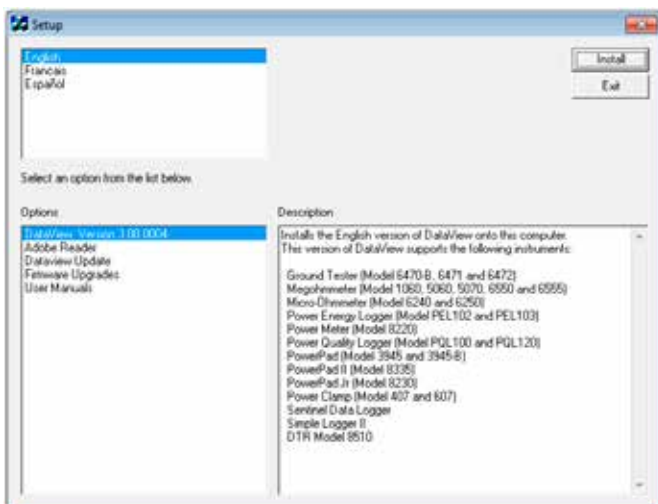 Setup
English
Francais
Español
Install
Exit
Select an option from the list below.
Options
DataView Version 3.00.0004
Adobe Reader
Dataview Update
Firmware Upgrades
User Manuals
Description
Installs the English version of DataView onto this computer.
This version of DataView supports the following instruments:
Ground Tester (Model 6470-B, 6471 and 6472)
Megohmmeter (Model 1060, 5060, 5070, 6550 and 6555)
Micro-Ohmmeter (Model 6240 and 6250)
Power Energy Logger (Model PEL102 and PEL103)
Power Meter (Model 8220)
Power Quality Logger (Model PQL100 and PQL120)
PowerPad (Model 3945 and 3945-B)
PowerPad II (Model 8335)
PowerPad Jr (Model 8230)
Power Clamp (Model 407 and 607)
Sentinel Data Logger
Simple Logger II
DTR Model 8510